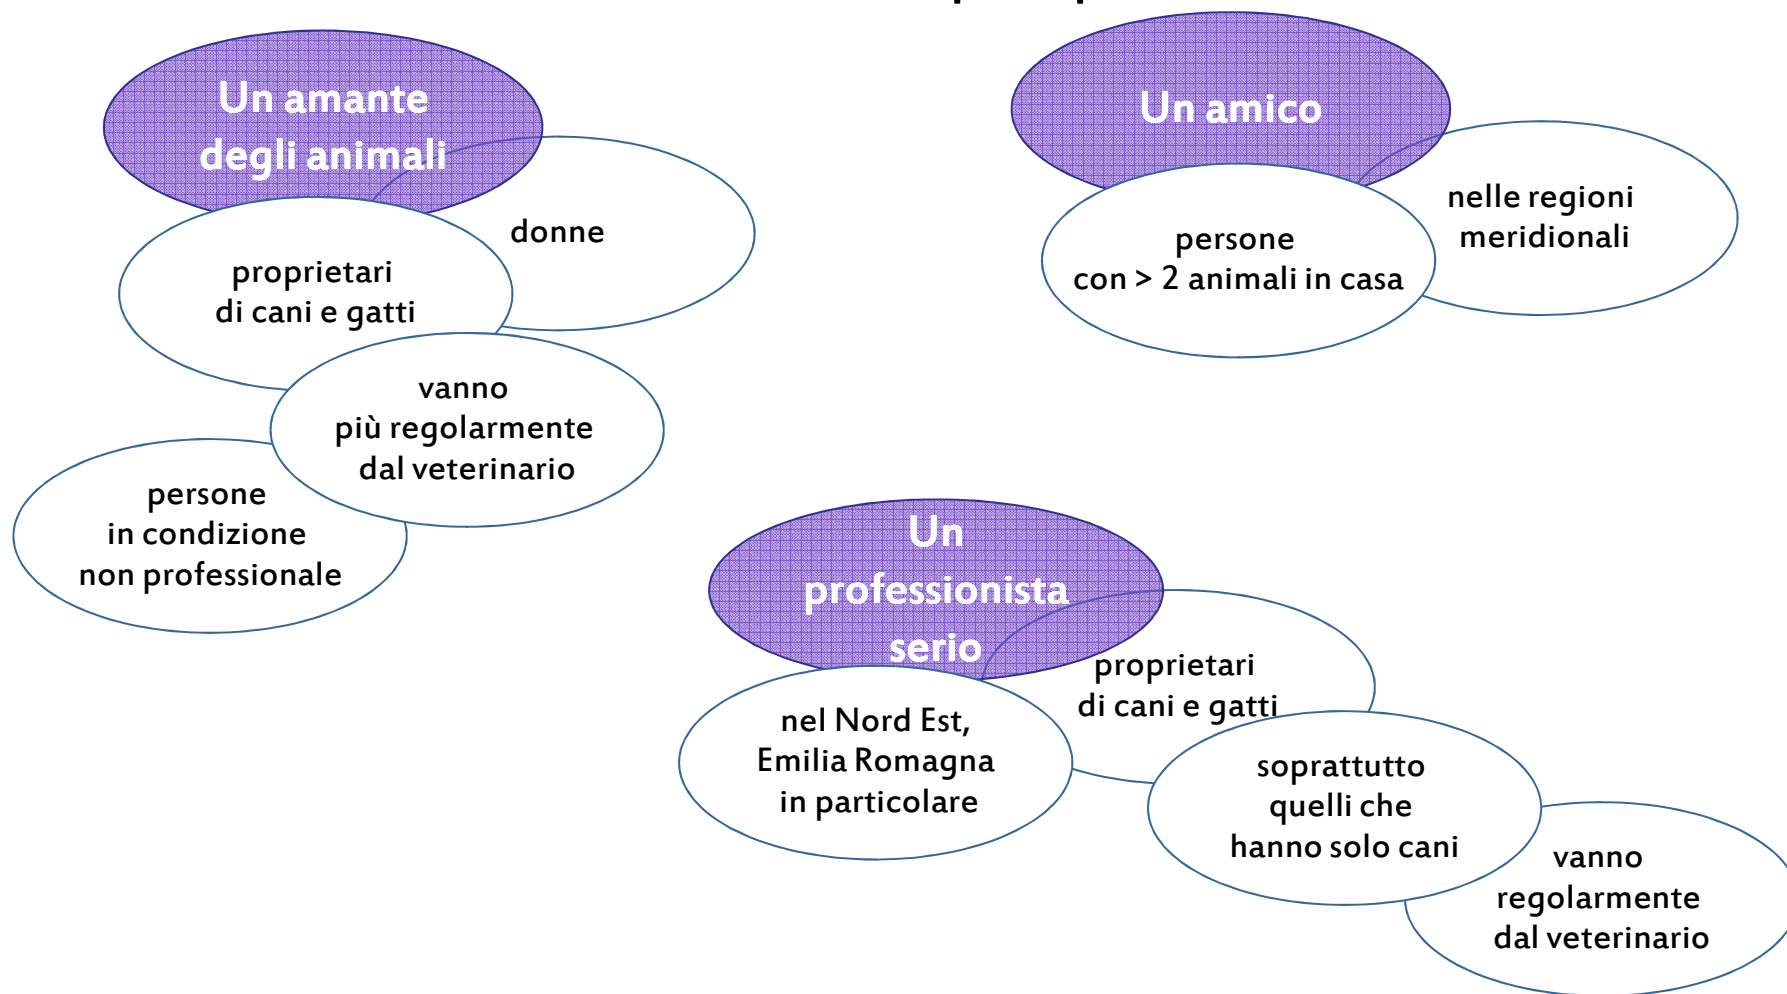 Un amante
degli animali
donne
proprietari
di cani e gatti
vanno
più regolarmente
dal veterinario
persone
in condizione
non professionale
Un amico
nelle regioni
meridionali
persone
con > 2 animali in casa
Un
professionista
serio
proprietari
di cani e gatti
nel Nord Est,
Emilia Romagna
in particolare
soprattutto
quelli che
hanno solo cani
vanno
regolarmente
dal veterinario